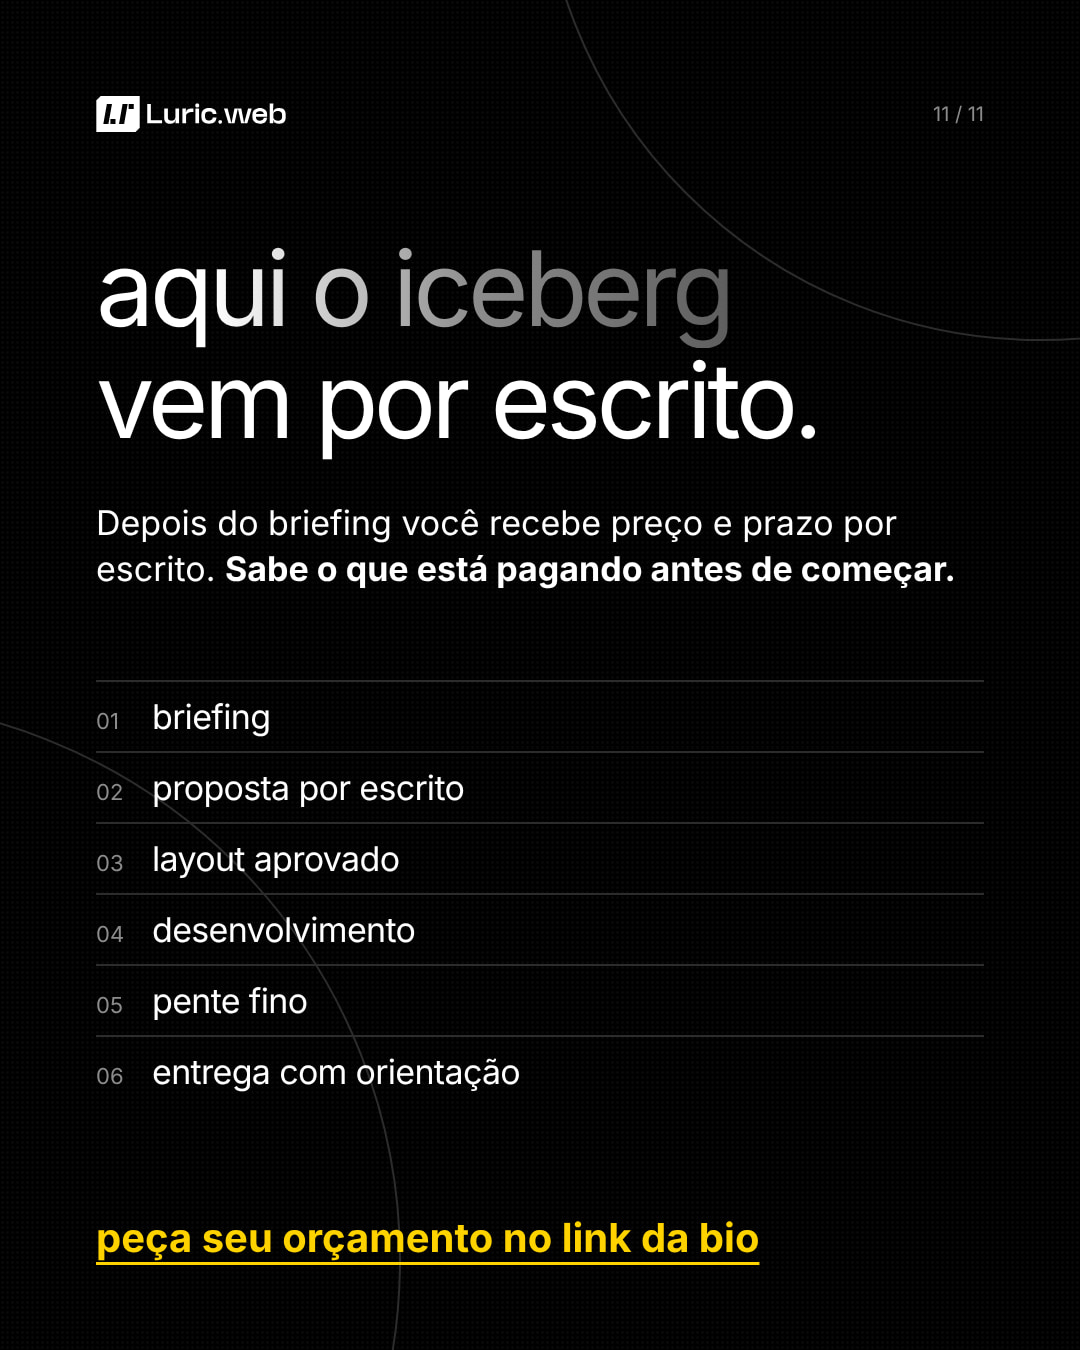 Luric.web
11 / 11
aqui o iceberg
vem por escrito.
Depois do briefing você recebe preço e prazo por
escrito. Sabe o que está pagando antes de começar.
01 briefing
02 proposta por escrito
03 layout aprovado
04 desenvolvimento
05 pente fino
06 entrega com orientação
peça seu orçamento no link da bio